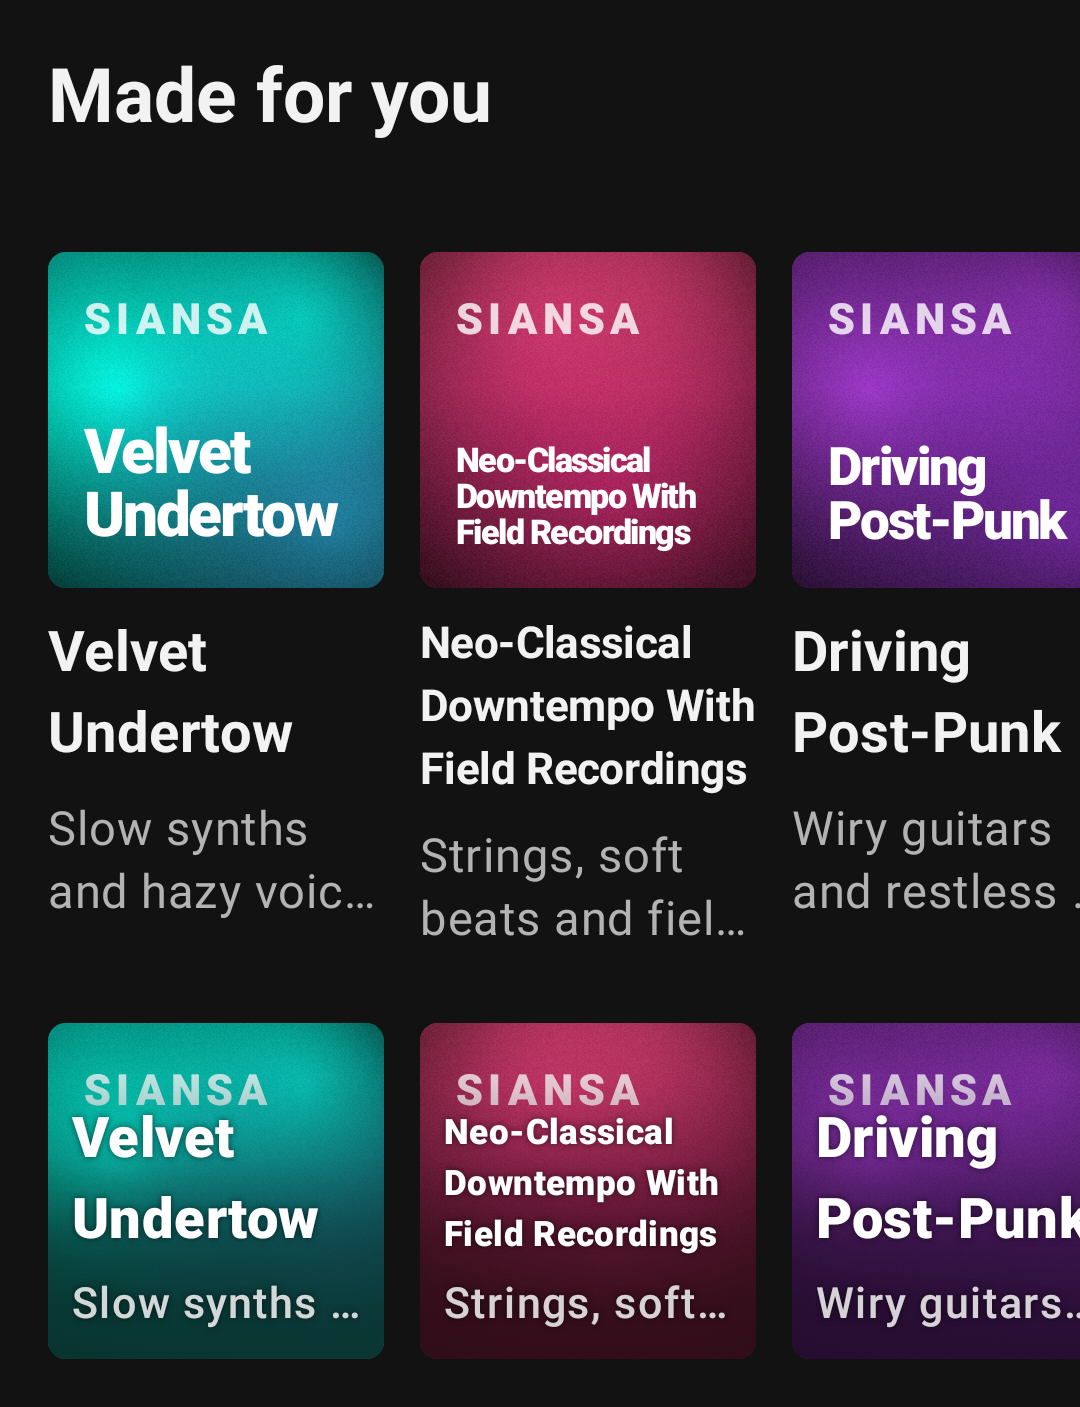 Made for you
SIANSA
Velvet
Undertow
SIANSA
Neo-Classical
Downtempo With
Field Recordings
SIANSA
Driving
Post-Punk
Velvet
Undertow
Slow synths
and hazy voic…
Neo-Classical
Downtempo With
Field Recordings
Strings, soft
beats and fiel…
Driving
Post-Punk
Wiry guitars
and restless …
SIANSA
Velvet
Undertow
Slow synths …
SIANSA
Neo-Classical
Downtempo With
Field Recordings
Strings, soft…
SIANSA
Driving
Post-Punk
Wiry guitars…